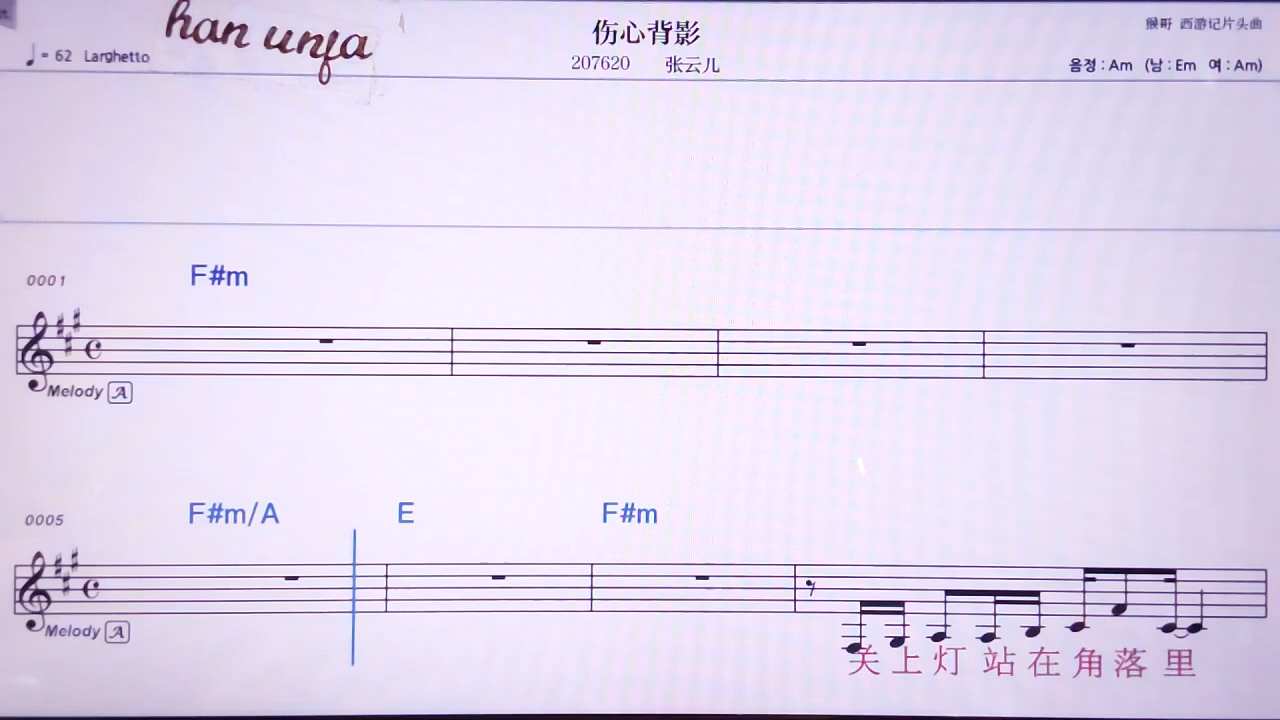 han unja
伤心背影
猴哥 西游记片头曲
♩= 62 Larghetto
207620 张云儿
음정 : Am (남 : Em 여 : Am)
0001
F#m
Melody A
0005
F#m/A E F#m
Melody A
关上灯 站在角落里